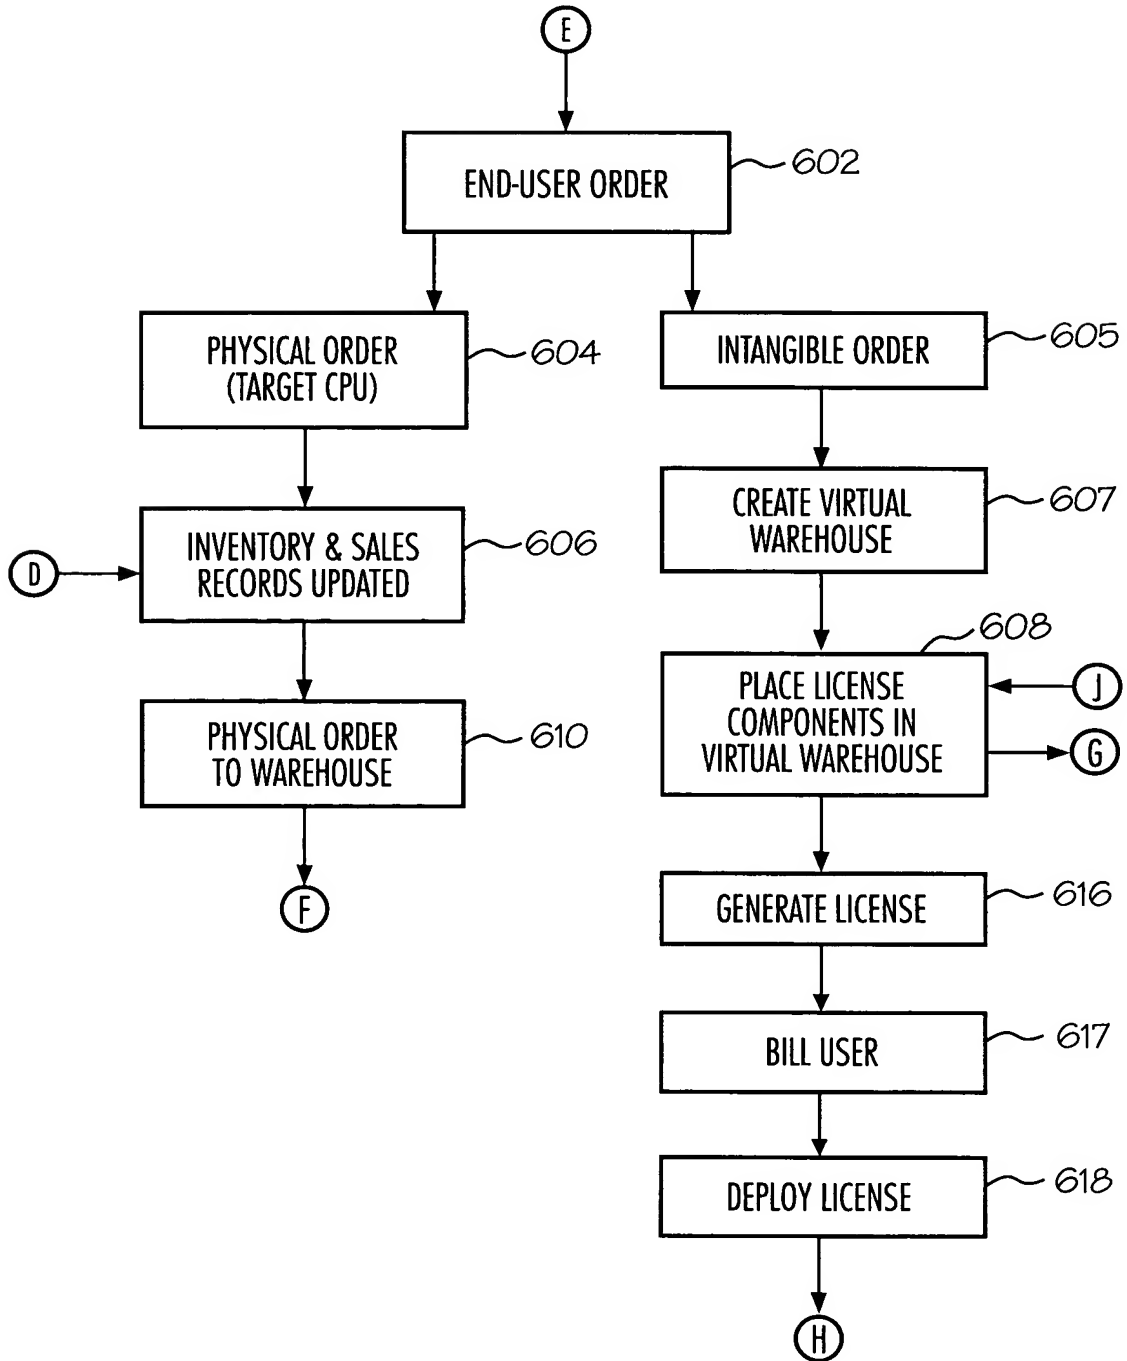 E
END-USER ORDER
602
PHYSICAL ORDER
(TARGET CPU)
604
INTANGIBLE ORDER
605
CREATE VIRTUAL
WAREHOUSE
607
D
INVENTORY & SALES
RECORDS UPDATED
606
PLACE LICENSE
COMPONENTS IN
VIRTUAL WAREHOUSE
608
J
G
PHYSICAL ORDER
TO WAREHOUSE
610
F
GENERATE LICENSE
616
BILL USER
617
DEPLOY LICENSE
618
H